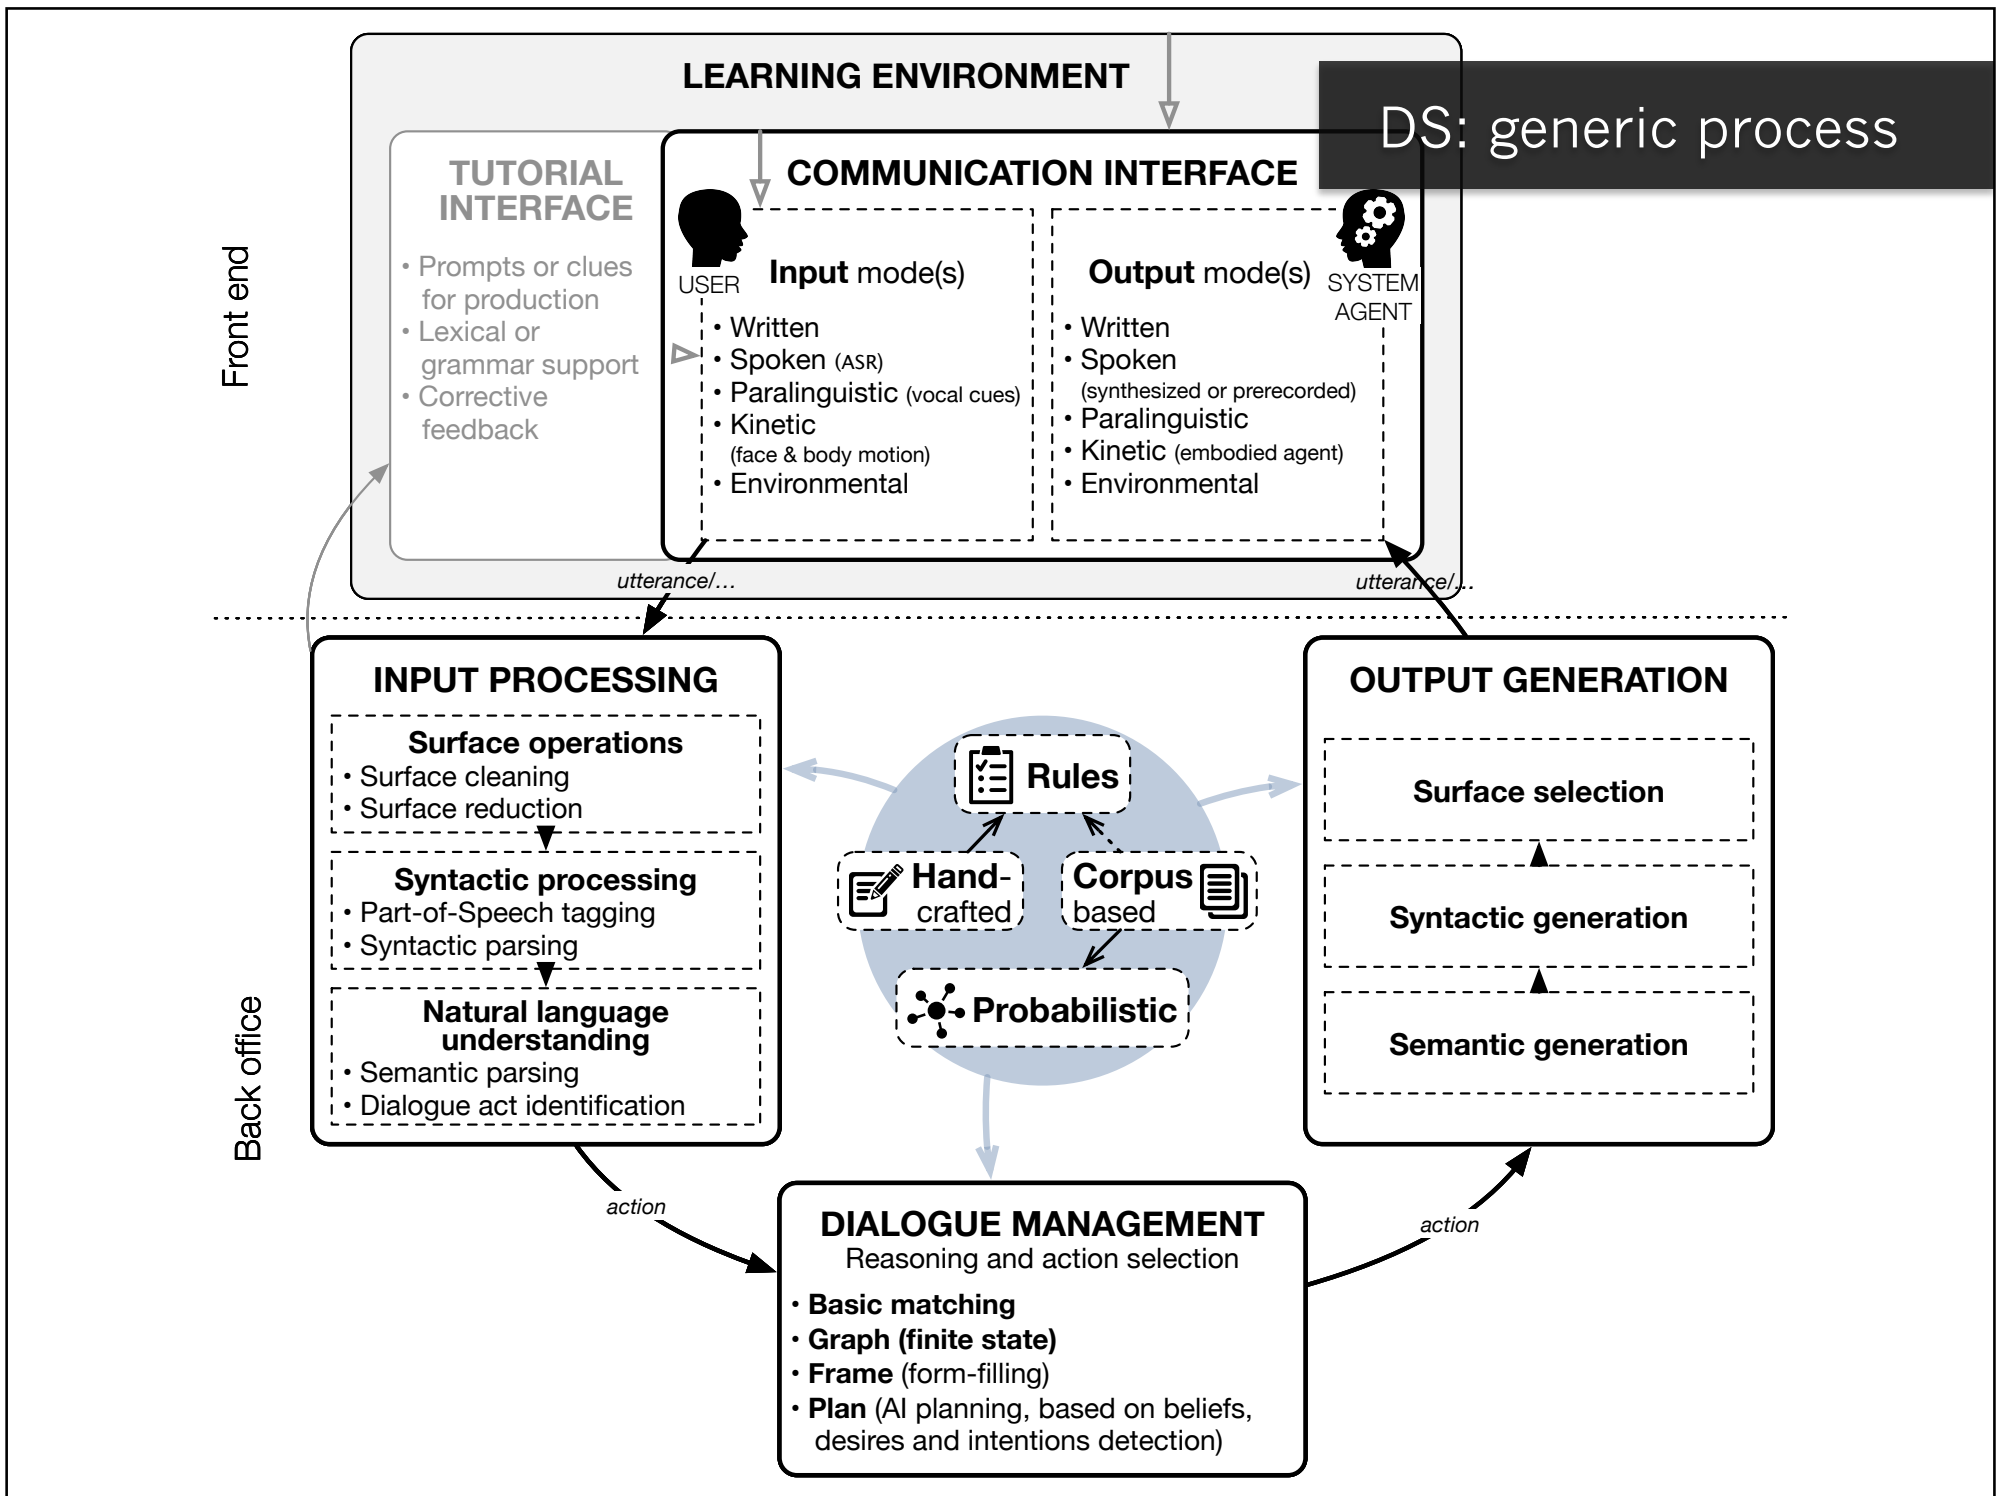 LEARNING ENVIRONMENT
DS: generic process
TUTORIAL
INTERFACE
• Prompts or clues
for production
• Lexical or
grammar support
• Corrective
feedback
COMMUNICATION INTERFACE
USER
Input mode(s)
• Written
• Spoken (ASR)
• Paralinguistic (vocal cues)
• Kinetic
(face & body motion)
• Environmental
Output mode(s)
• Written
• Spoken
(synthesized or prerecorded)
• Paralinguistic
• Kinetic (embodied agent)
• Environmental
SYSTEM
AGENT
Front end
utterance/…
utterance/…
Back office
INPUT PROCESSING
Surface operations
• Surface cleaning
• Surface reduction
Syntactic processing
• Part-of-Speech tagging
• Syntactic parsing
Natural language
understanding
• Semantic parsing
• Dialogue act identification
Rules
Hand-
crafted
Corpus
based
Probabilistic
OUTPUT GENERATION
Surface selection
Syntactic generation
Semantic generation
action
action
DIALOGUE MANAGEMENT
Reasoning and action selection
• Basic matching
• Graph (finite state)
• Frame (form-filling)
• Plan (AI planning, based on beliefs,
desires and intentions detection)